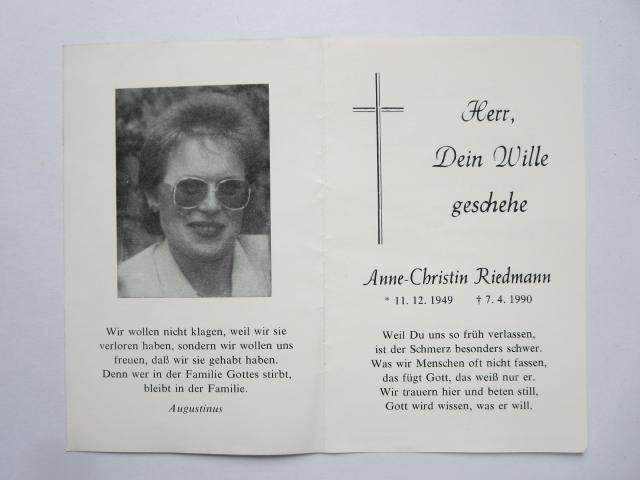 Wir wollen nicht klagen, weil wir sie
verloren haben, sondern wir wollen uns
freuen, daß wir sie gehabt haben.
Denn wer in der Familie Gottes stirbt,
bleibt in der Familie.
Augustinus
Herr,
Dein Wille
geschehe
Anne-Christin Riedmann
* 11. 12. 1949 † 7. 4. 1990
Weil Du uns so früh verlassen,
ist der Schmerz besonders schwer.
Was wir Menschen oft nicht fassen,
das fügt Gott, das weiß nur er.
Wir trauern hier und beten still,
Gott wird wissen, was er will.